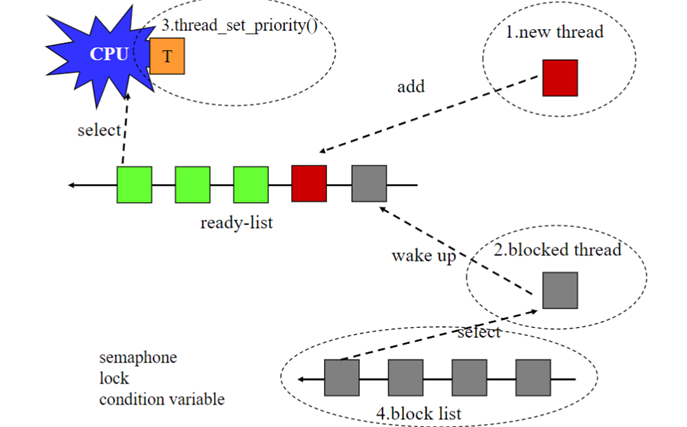 3.thread_set_priority()
1.new thread
CPU
T
add
select
ready-list
wake up
2.blocked thread
select
semaphone
lock
condition variable
4.block list